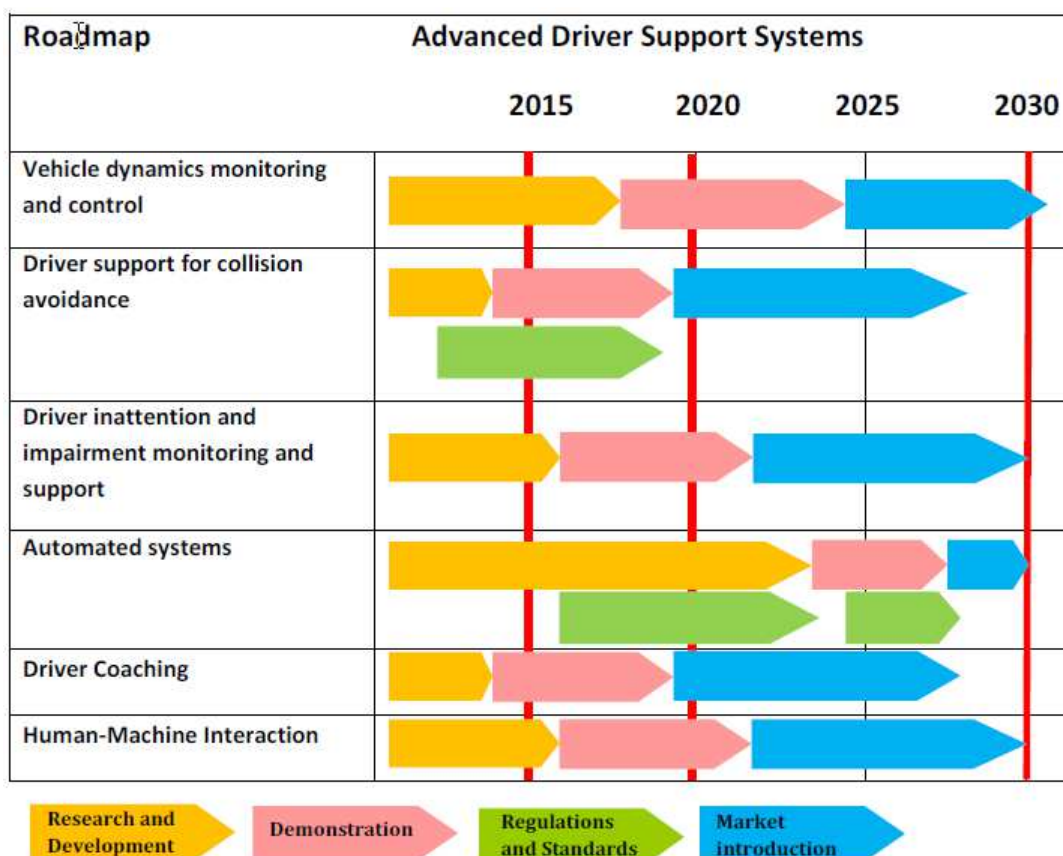 Roadmap Advanced Driver Support Systems
2015 2020 2025 2030
Vehicle dynamics monitoring
and control
Driver support for collision
avoidance
Driver inattention and
impairment monitoring and
support
Automated systems
Driver Coaching
Human-Machine Interaction
Research and
Development
Demonstration
Regulations
and Standards
Market
introduction